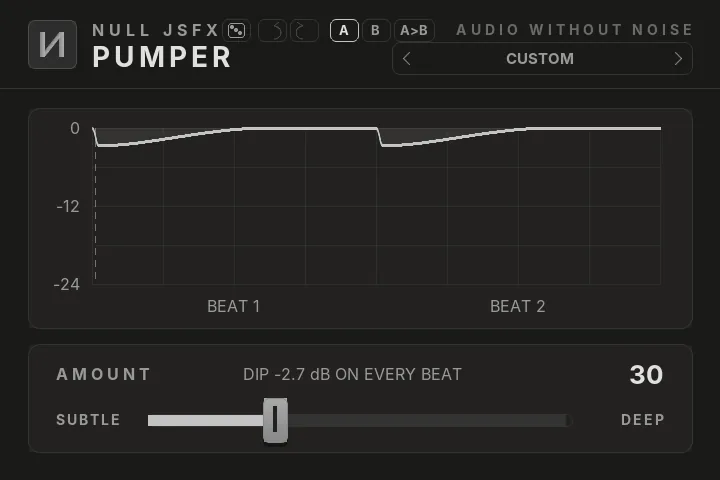 NULL JSFX
A
B
A>B
AUDIO WITHOUT NOISE
PUMPER
CUSTOM
0
-12
-24
BEAT 1
BEAT 2
AMOUNT
DIP -2.7 dB ON EVERY BEAT
30
SUBTLE
DEEP